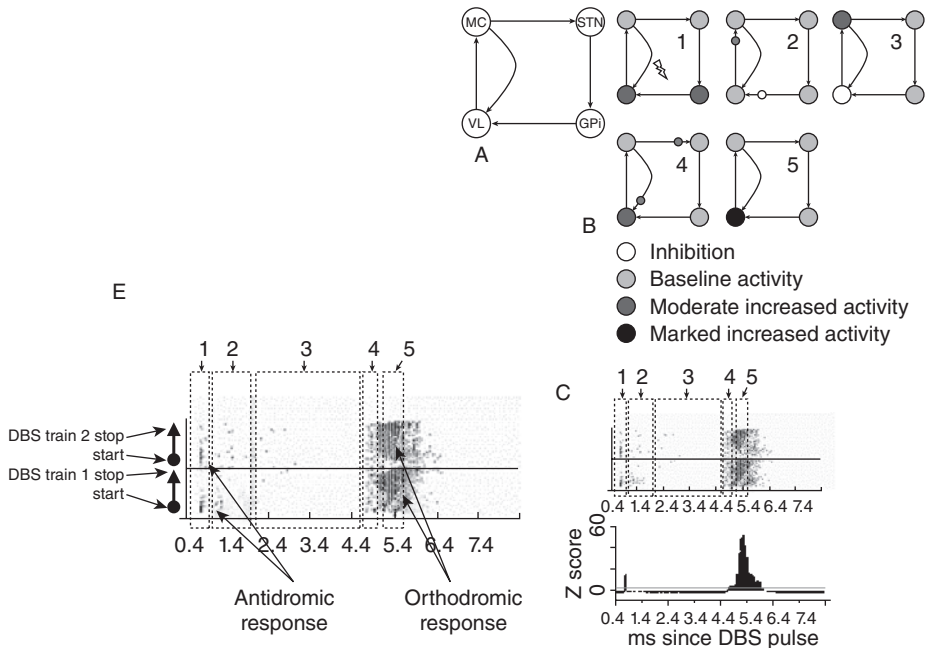 MC
STN
VL
GPi
A
1
2
3
4
5
B
Inhibition
Baseline activity
Moderate increased activity
Marked increased activity
E
1 2 3 4 5
DBS train 2 stop
start
DBS train 1 stop
start
0.4 1.4 2.4 3.4 4.4 5.4 6.4 7.4
Antidromic
response
Orthodromic
response
C
1 2 3 4 5
0.4 1.4 2.4 3.4 4.4 5.4 6.4 7.4
60
0
Z score
0.4 1.4 2.4 3.4 4.4 5.4 6.4 7.4
ms since DBS pulse